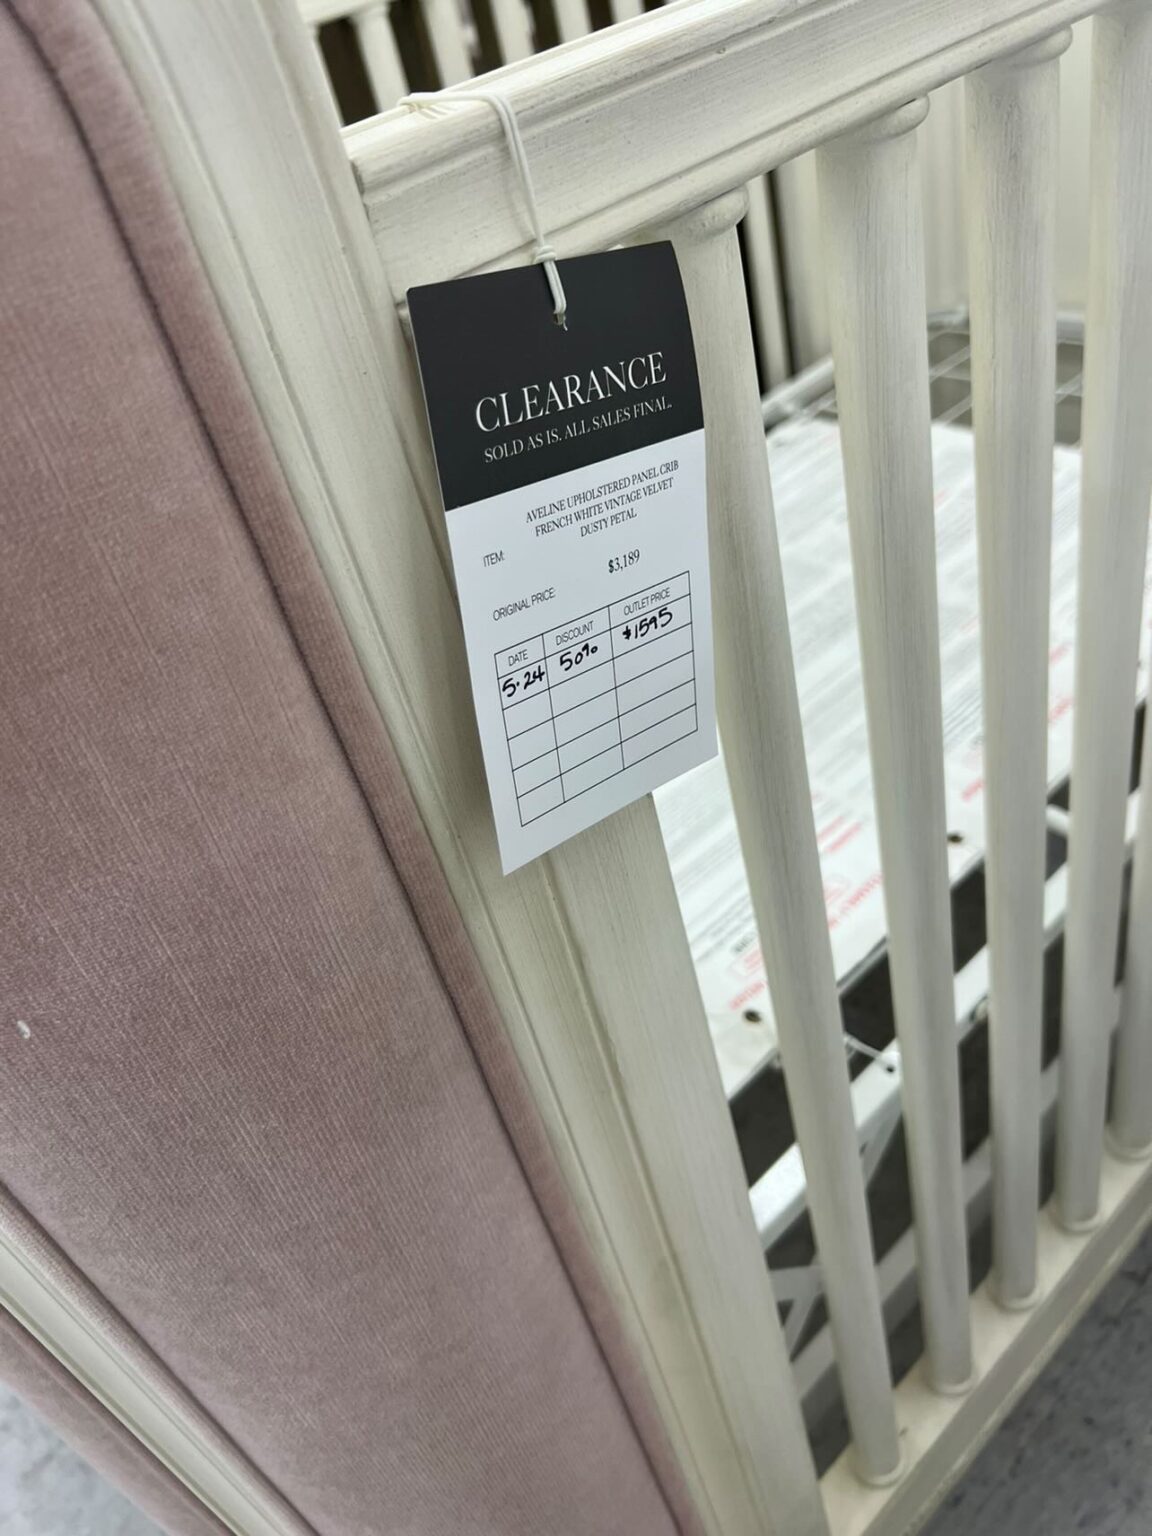 CLEARANCE
SOLD AS IS. ALL SALES FINAL.
AVELINE UPHOLSTERED PANEL CRIB
FRENCH WHITE VINTAGE VELVET
DUSTY PETAL
ITEM:
$3,189
ORIGINAL PRICE:
DATE DISCOUNT OUTLET PRICE
5.24 50% $1595